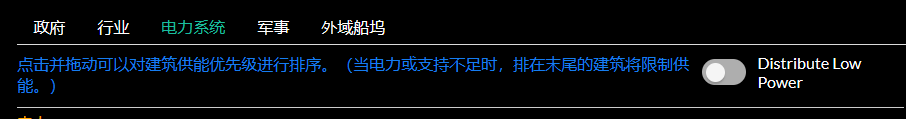 政府 行业 电力系统 军事 外域船坞
点击并拖动可以对建筑供能优先级进行排序。（当电力或支持不足时，排在末尾的建筑将限制供
能。）
Distribute Low
Power